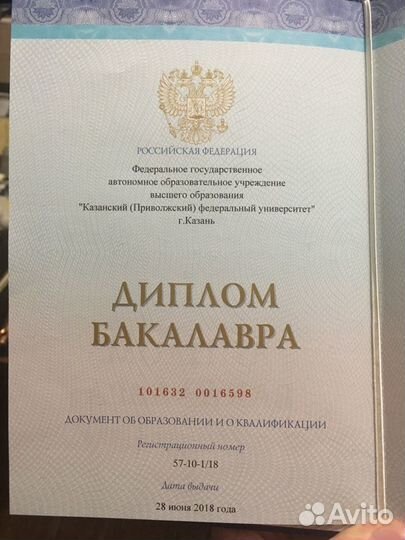 РОССИЙСКАЯ ФЕДЕРАЦИЯ
Федеральное государственное
автономное образовательное учреждение
высшего образования
"Казанский (Приволжский) федеральный университет"
г.Казань
ДИПЛОМ
БАКАЛАВРА
101632 0016598
ДОКУМЕНТ ОБ ОБРАЗОВАНИИ И О КВАЛИФИКАЦИИ
Регистрационный номер
57-10-1/18
Дата выдачи
28 июня 2018 года
Avito